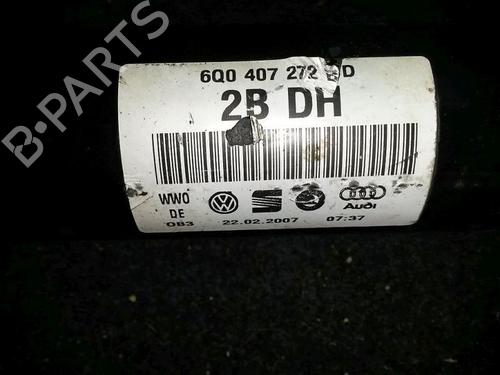 B-PARTS
6Q0 407 272 D
2B DH
WWO
DE
OB3
22.02.2007
07:37
Audi